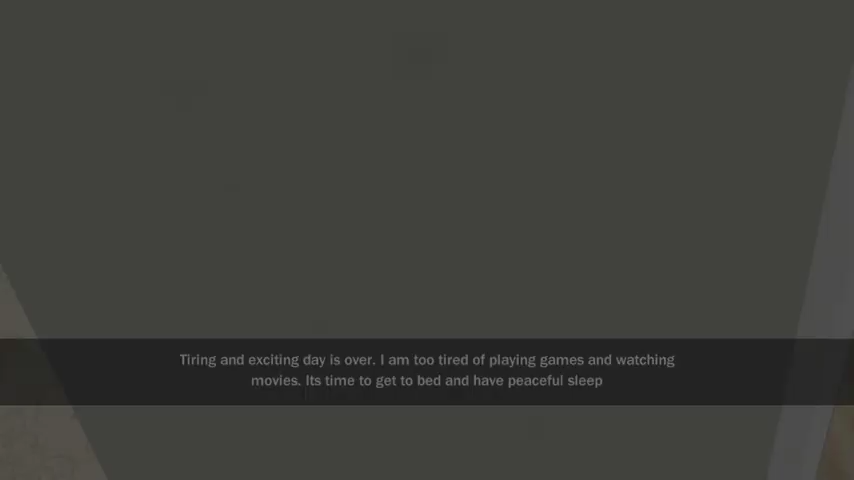 Tiring and exciting day is over. I am too tired of playing games and watching
movies. Its time to get to bed and have peaceful sleep